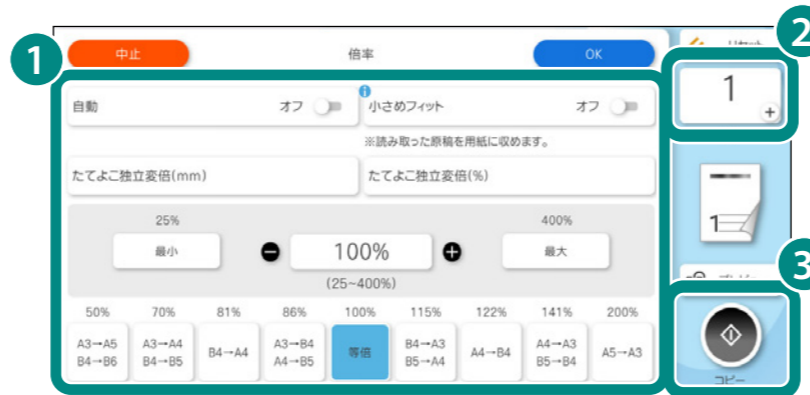 1
中止
倍率
OK
2
1
+
自動
オフ
小さめフィット
オフ
※読み取った原稿を用紙に収めます。
たてよこ独立変倍(mm)
たてよこ独立変倍(%)
1
25%
400%
最小
100%
最大
(25~400%)
3
50% 70% 81% 86% 100% 115% 122% 141% 200%
A3→A5 A3→A4 B4→A4 A3→B4 等倍 B4→A3 A4→B4 A4→A3 A5→A3
B4→B6 B4→B5 A4→B5 B5→A4 B5→B4
コピー